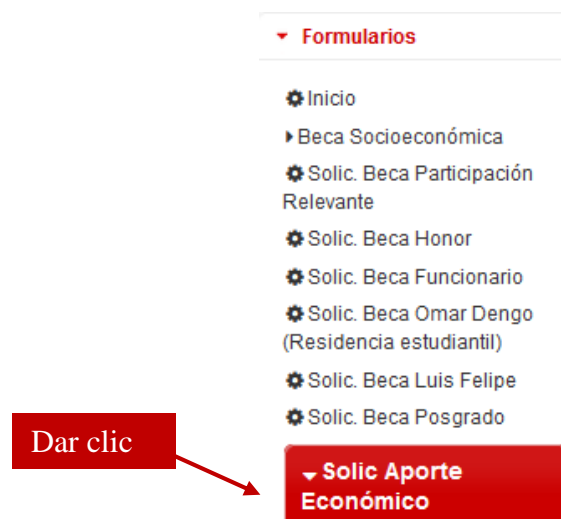 Formularios
Inicio
Beca Socioeconómica
Solic. Beca Participación
Relevante
Solic. Beca Honor
Solic. Beca Funcionario
Solic. Beca Omar Dengo
(Residencia estudiantil)
Solic. Beca Luis Felipe
Solic. Beca Posgrado
Dar clic
Solic Aporte
Económico